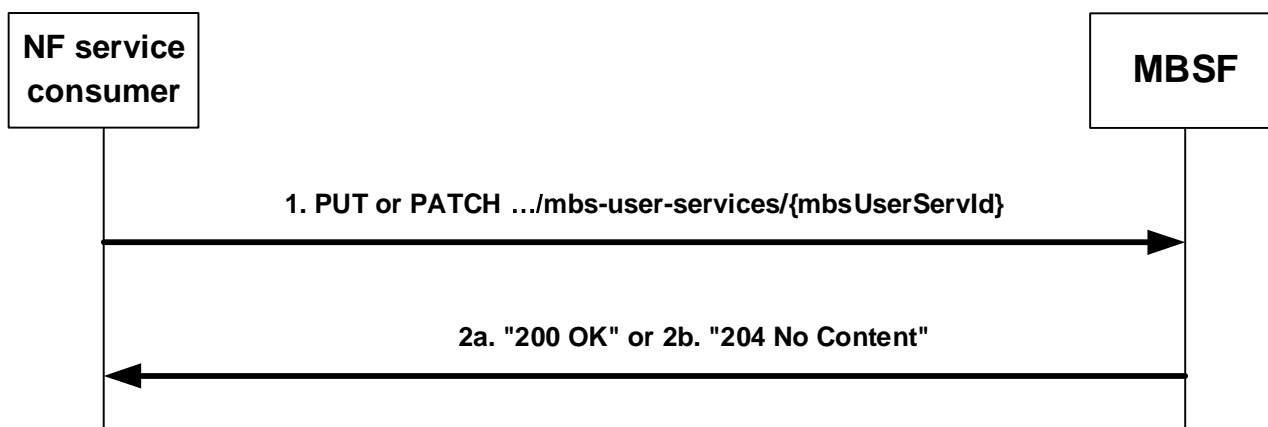 NF service
consumer
MBSF
1. PUT or PATCH …/mbs-user-services/{mbsUserServId}
2a. "200 OK" or 2b. "204 No Content"